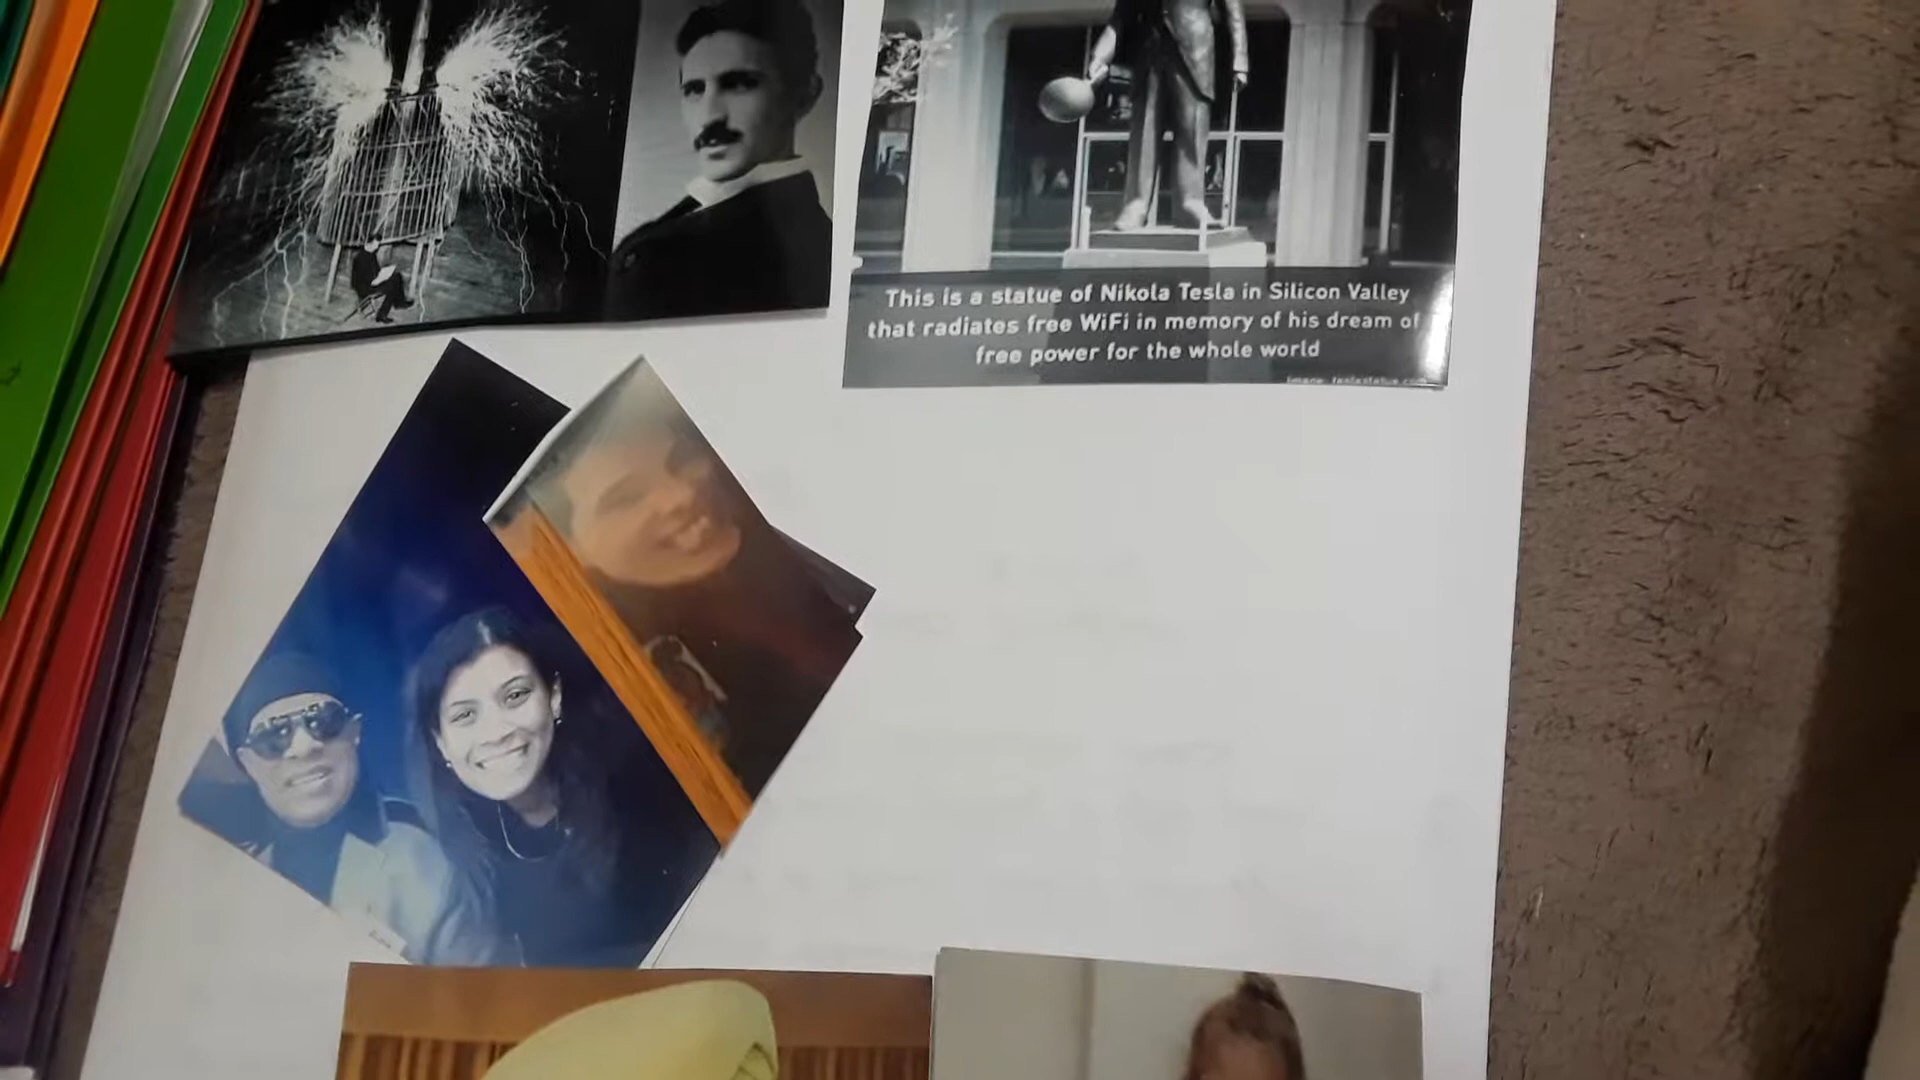 This is a statue of Nikola Tesla in Silicon Valley
that radiates free WiFi in memory of his dream of
free power for the whole world